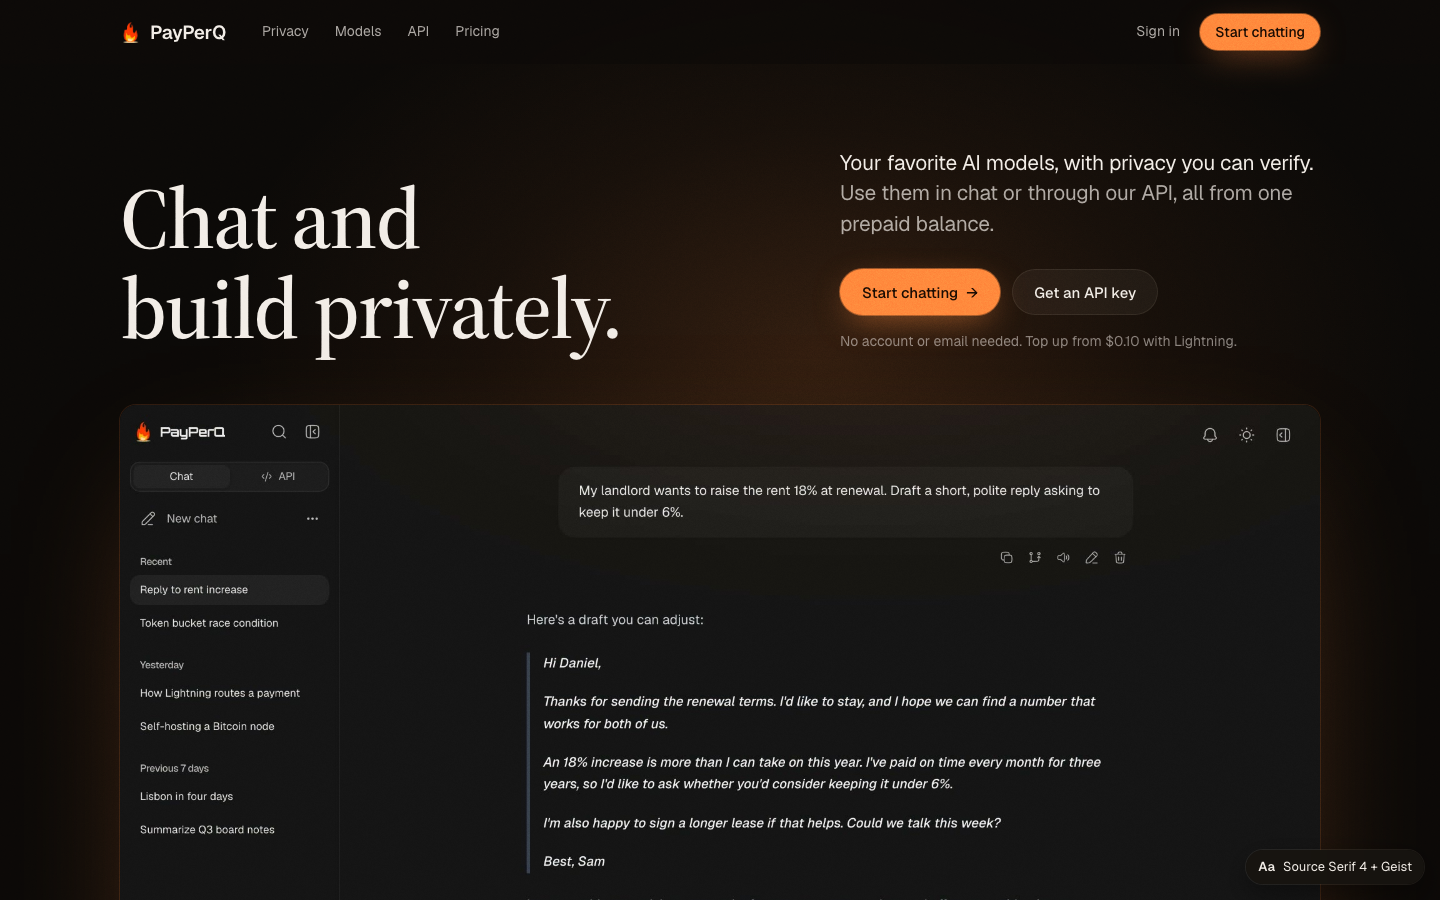 PayPerQ
Privacy
Models
API
Pricing
Sign in
Start chatting
Chat and
build privately.
Your favorite AI models, with privacy you can verify.
Use them in chat or through our API, all from one
prepaid balance.
Start chatting →
Get an API key
No account or email needed. Top up from $0.10 with Lightning.
PayPerQ
Chat
API
New chat
Recent
Reply to rent increase
Token bucket race condition
Yesterday
How Lightning routes a payment
Self-hosting a Bitcoin node
Previous 7 days
Lisbon in four days
Summarize Q3 board notes
My landlord wants to raise the rent 18% at renewal. Draft a short, polite reply asking to
keep it under 6%.
Here's a draft you can adjust:
Hi Daniel,
Thanks for sending the renewal terms. I'd like to stay, and I hope we can find a number that
works for both of us.
An 18% increase is more than I can take on this year. I've paid on time every month for three
years, so I'd like to ask whether you'd consider keeping it under 6%.
I'm also happy to sign a longer lease if that helps. Could we talk this week?
Best, Sam
Aa Source Serif 4 + Geist